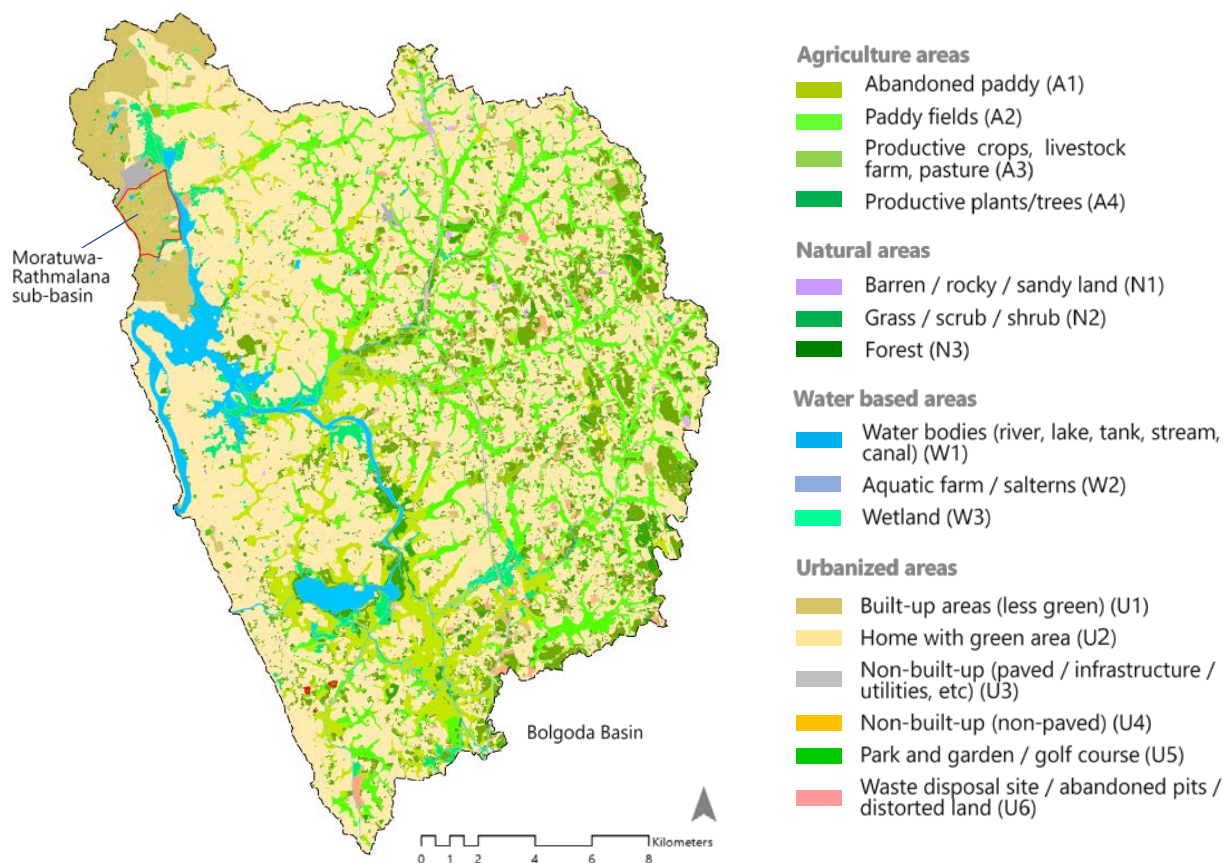 Moratuwa-
Rathmalana
sub-basin
Bolgoda Basin
Kilometers
0 1 2 4 6 8
Agriculture areas
Abandoned paddy (A1)
Paddy fields (A2)
Productive crops, livestock
farm, pasture (A3)
Productive plants/trees (A4)
Natural areas
Barren / rocky / sandy land (N1)
Grass / scrub / shrub (N2)
Forest (N3)
Water based areas
Water bodies (river, lake, tank, stream,
canal) (W1)
Aquatic farm / salterns (W2)
Wetland (W3)
Urbanized areas
Built-up areas (less green) (U1)
Home with green area (U2)
Non-built-up (paved / infrastructure /
utilities, etc) (U3)
Non-built-up (non-paved) (U4)
Park and garden / golf course (U5)
Waste disposal site / abandoned pits /
distorted land (U6)